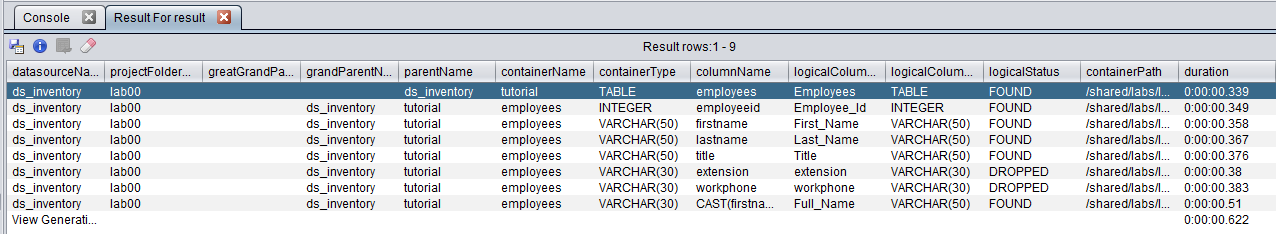 Console Result For result
Result rows:1 - 9
datasourceNa... projectFolder... greatGrandPa... grandParentN... parentName containerName containerType columnName logicalColum... logicalColum... logicalStatus containerPath duration
ds_inventory lab00 ds_inventory tutorial TABLE employees Employees TABLE FOUND /shared/labs/l... 0:00:00.339
ds_inventory lab00 ds_inventory tutorial employees INTEGER employeeid Employee_Id INTEGER FOUND /shared/labs/l... 0:00:00.349
ds_inventory lab00 ds_inventory tutorial employees VARCHAR(50) firstname First_Name VARCHAR(50) FOUND /shared/labs/l... 0:00:00.358
ds_inventory lab00 ds_inventory tutorial employees VARCHAR(50) lastname Last_Name VARCHAR(50) FOUND /shared/labs/l... 0:00:00.367
ds_inventory lab00 ds_inventory tutorial employees VARCHAR(50) title Title VARCHAR(50) FOUND /shared/labs/l... 0:00:00.376
ds_inventory lab00 ds_inventory tutorial employees VARCHAR(30) extension extension VARCHAR(30) DROPPED /shared/labs/l... 0:00:00.38
ds_inventory lab00 ds_inventory tutorial employees VARCHAR(30) workphone workphone VARCHAR(30) DROPPED /shared/labs/l... 0:00:00.383
ds_inventory lab00 ds_inventory tutorial employees VARCHAR(30) CAST(firstna... Full_Name VARCHAR(50) FOUND /shared/labs/l... 0:00:00.51
View Generati... 0:00:00.622